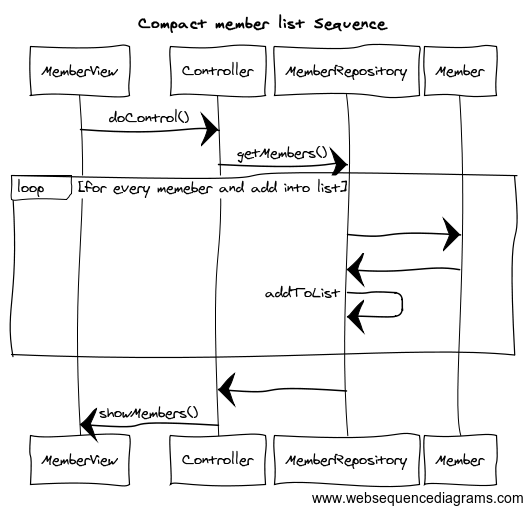 Compact member list Sequence
MemberView Controller MemberRepository Member
doControl()
getMembers()
loop [for every memeber and add into list]
addToList
showMembers()
MemberView Controller MemberRepository Member
www.websequencediagrams.com